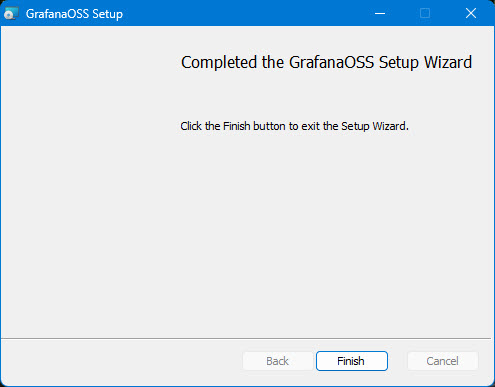 GrafanaOSS Setup
Completed the GrafanaOSS Setup Wizard
Click the Finish button to exit the Setup Wizard.
Back Finish Cancel